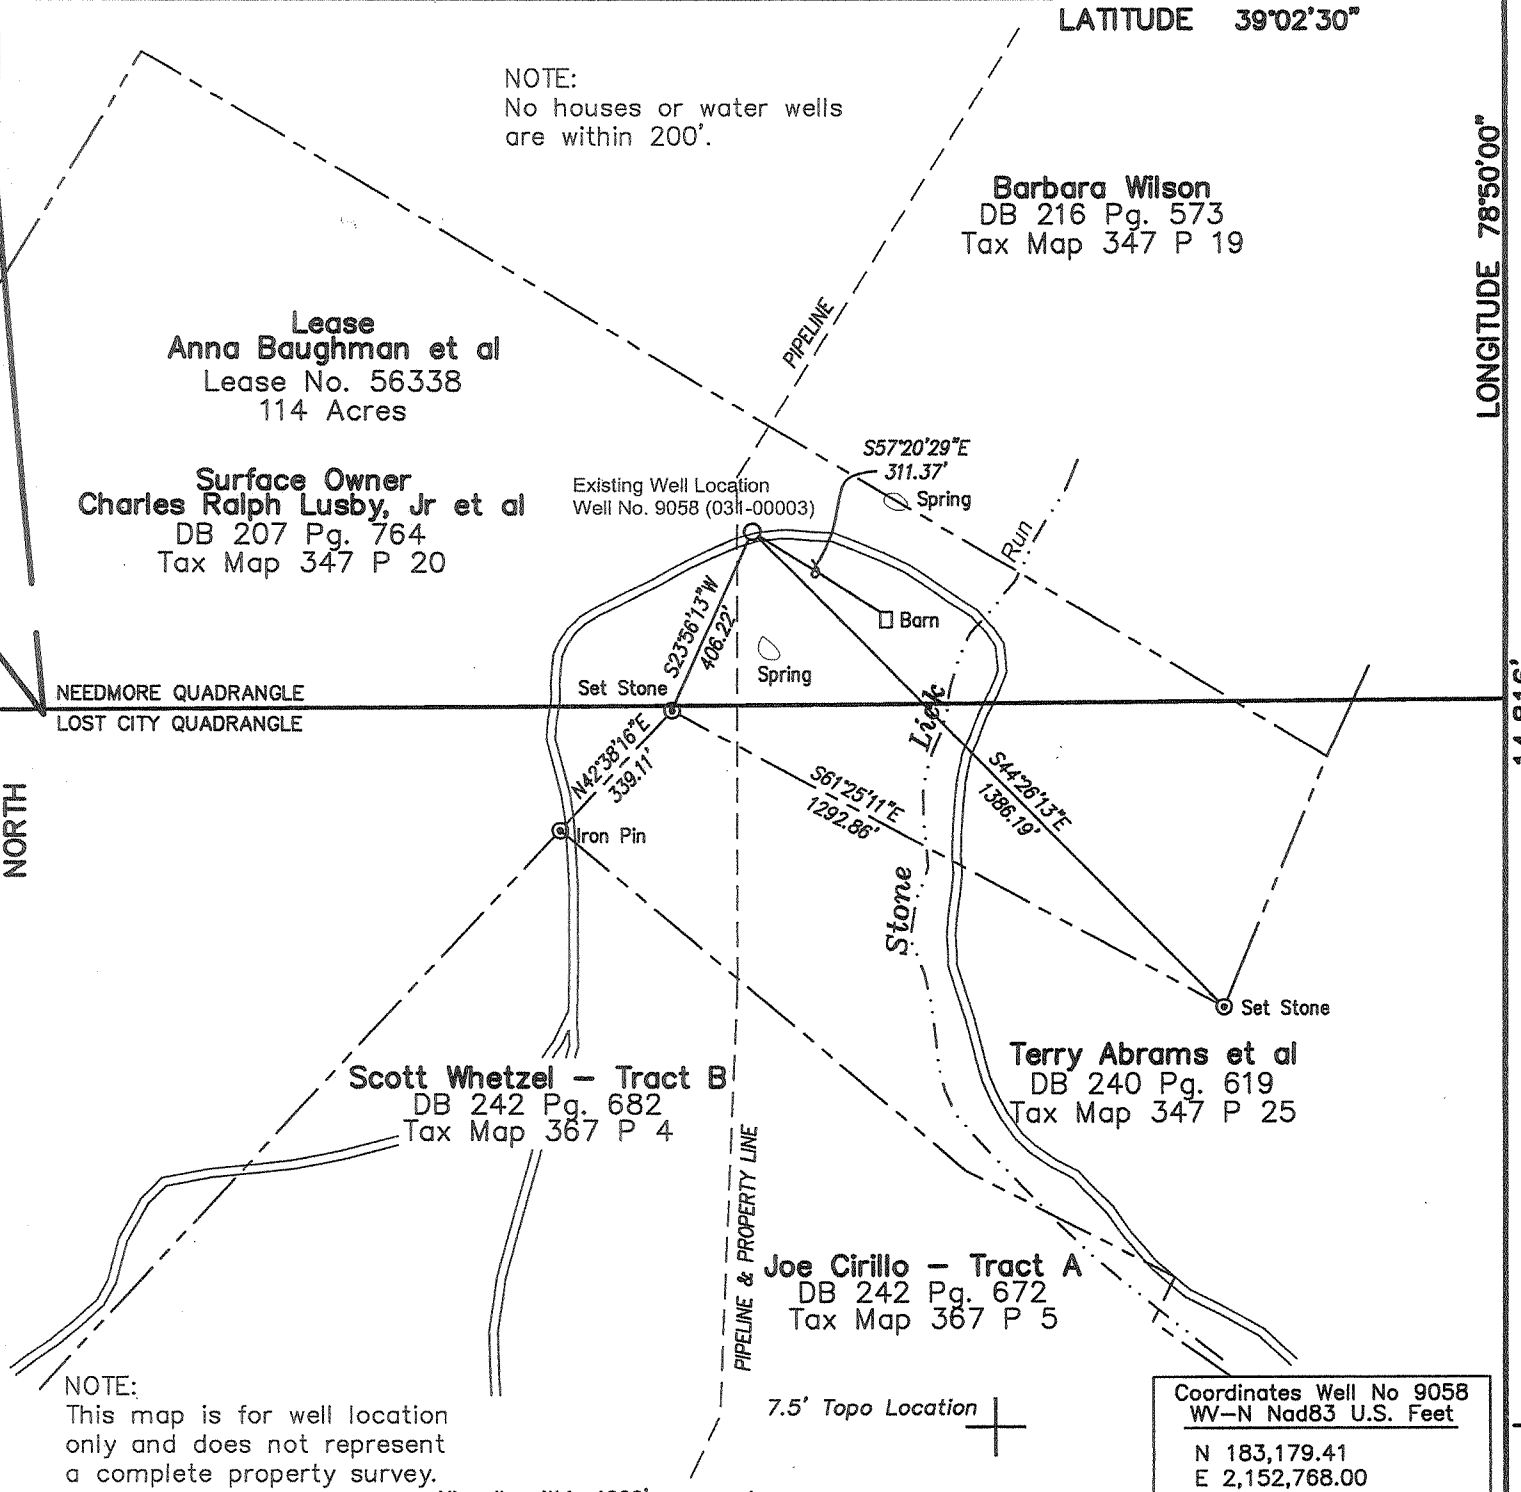 LATITUDE 39°02'30"
NOTE:
No houses or water wells
are within 200'.
Barbara Wilson
DB 216 Pg. 573
Tax Map 347 P 19
LONGITUDE 78°50'00"
PIPELINE
Lease
Anna Baughman et al
Lease No. 56338
114 Acres
Surface Owner
Charles Ralph Lusby, Jr et al
DB 207 Pg. 764
Tax Map 347 P 20
S57°20'29"E
311.37'
Existing Well Location
Well No. 9058 (031-00003)
Spring
Run
Barn
S23°56'13"W
406.22'
Spring
Set Stone
NEEDMORE QUADRANGLE
LOST CITY QUADRANGLE
Lick
N42°38'16"E
339.11'
S61°25'11"E
1292.86'
S44°26'13"E
1386.19'
NORTH
Iron Pin
Stone
Set Stone
Scott Whetzel – Tract B
DB 242 Pg. 682
Tax Map 367 P 4
Terry Abrams et al
DB 240 Pg. 619
Tax Map 347 P 25
PIPELINE & PROPERTY LINE
Joe Cirillo – Tract A
DB 242 Pg. 672
Tax Map 367 P 5
NOTE:
This map is for well location
only and does not represent
a complete property survey.
7.5' Topo Location
Coordinates Well No 9058
WV-N Nad83 U.S. Feet
N 183,179.41
E 2,152,768.00